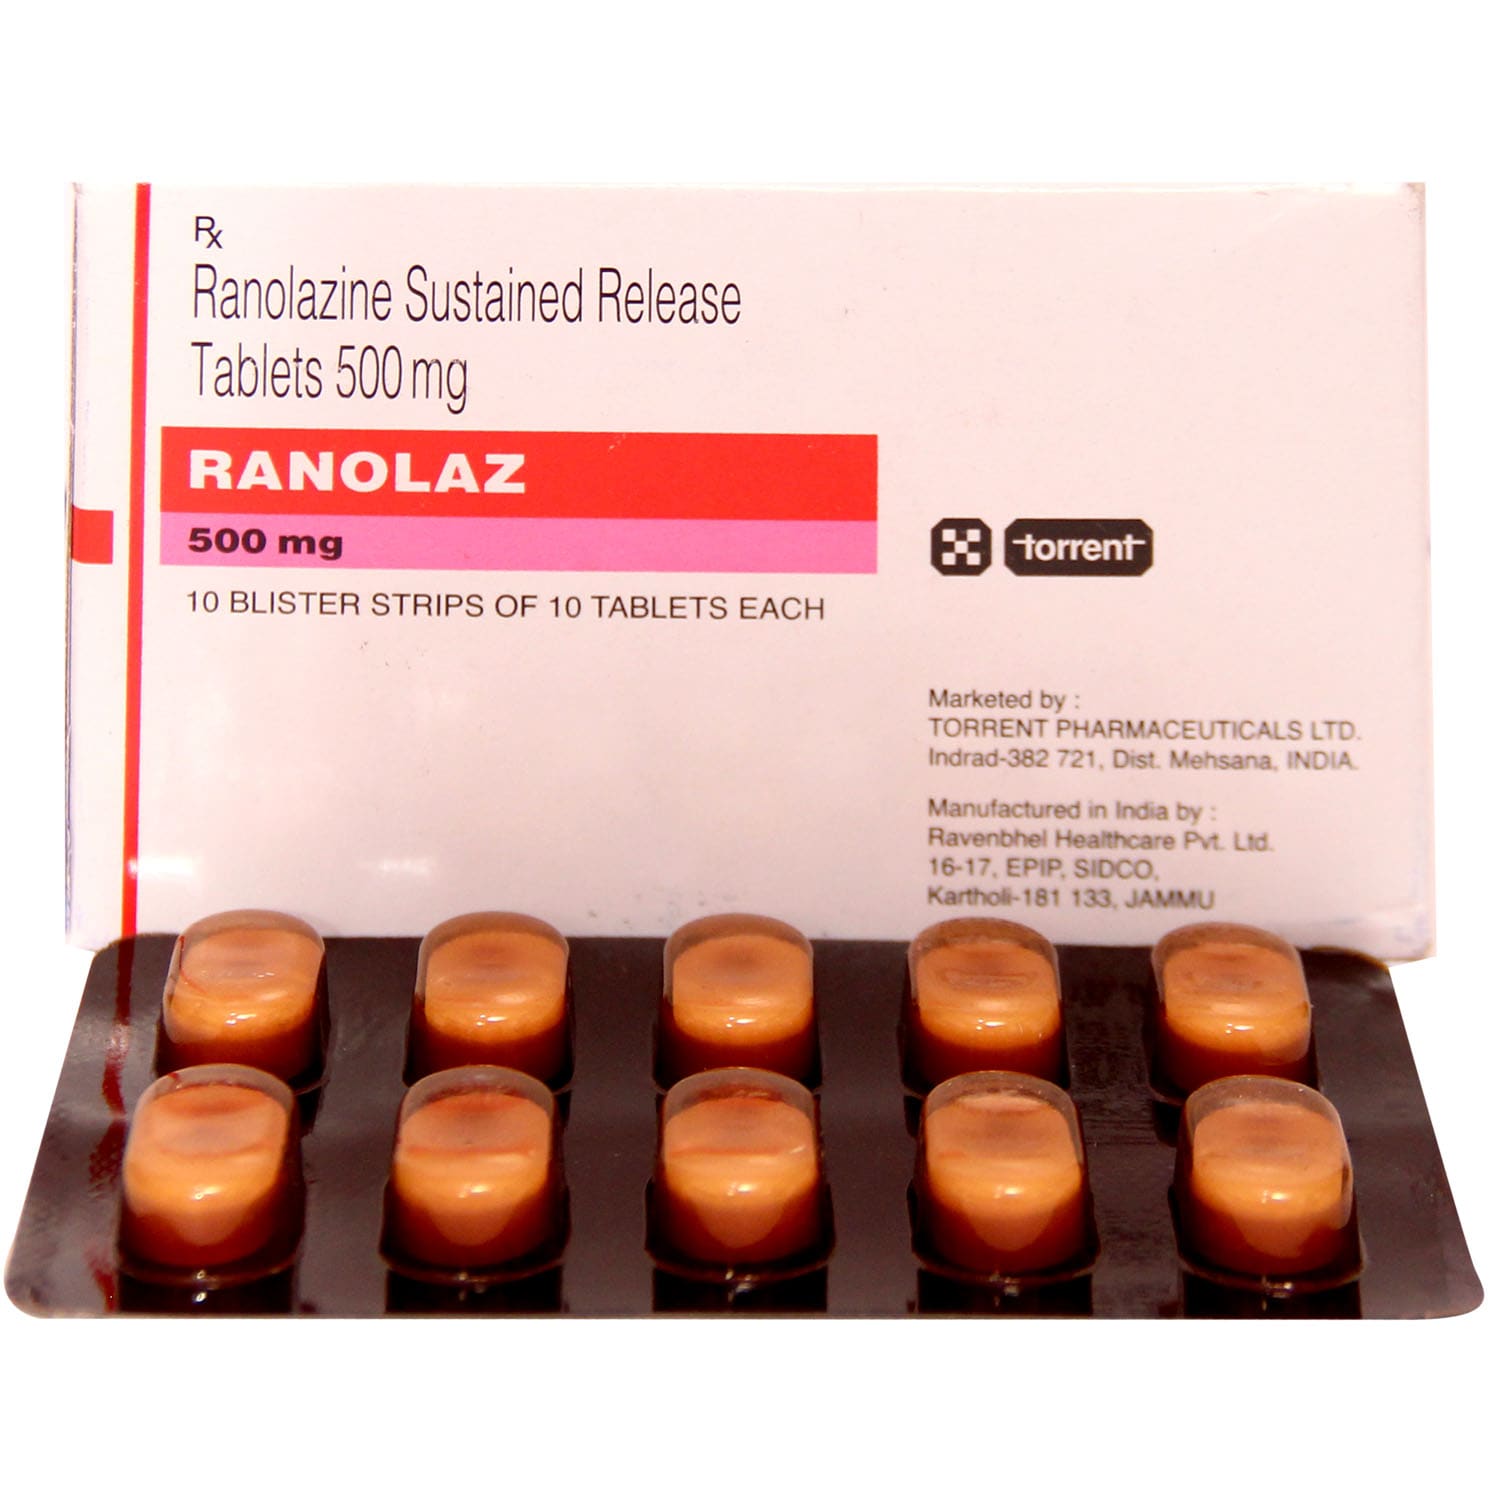 Rx
Ranolazine Sustained Release
Tablets 500 mg
RANOLAZ
500 mg
10 BLISTER STRIPS OF 10 TABLETS EACH
torrent
Marketed by :
TORRENT PHARMACEUTICALS LTD.
Indrad-382 721, Dist. Mehsana, INDIA.
Manufactured in India by :
Ravenbhel Healthcare Pvt. Ltd.
16-17, EPIP, SIDCO,
Kartholi-181 133, JAMMU